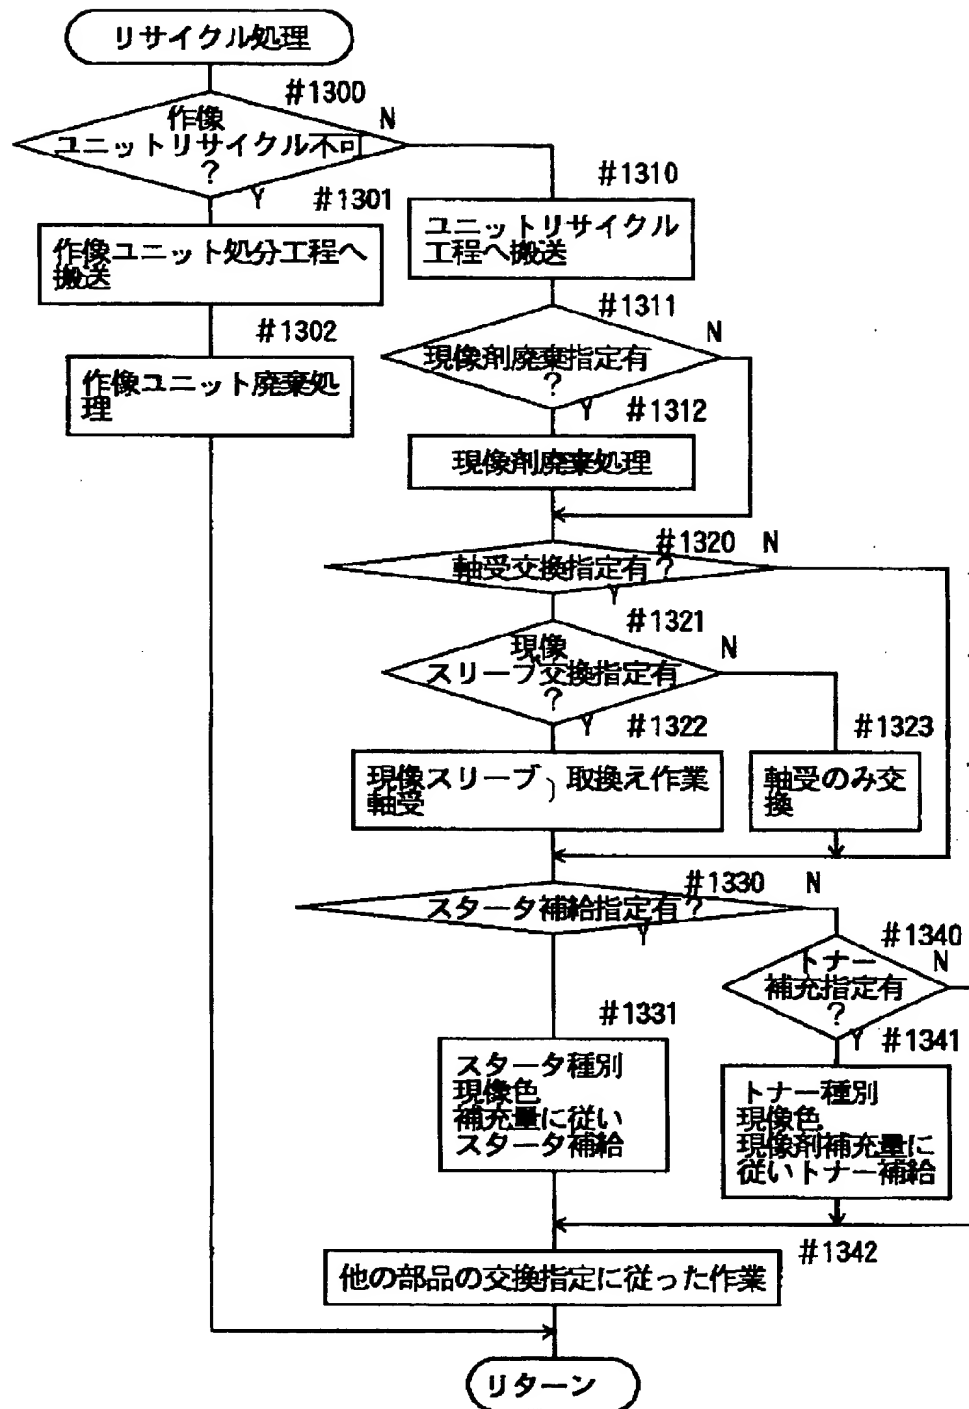 リサイクル処理
#1300
N
作像
ユニットリサイクル不可
?
Y
#1301
作像ユニット処分工程へ
搬送
#1302
作像ユニット廃棄処
理
#1310
ユニットリサイクル
工程へ搬送
#1311
N
現像剤廃棄指定有
?
Y
#1312
現像剤廃棄処理
#1320
N
軸受交換指定有?
Y
#1321
N
現像
スリーブ交換指定有
?
Y
#1322
現像スリーブ、取換え作業
軸受
#1323
軸受のみ交
換
#1330
N
スタータ補給指定有?
Y
#1331
スタータ種別
現像色
補充量に従い
スタータ補給
#1340
N
トナー
補充指定有
?
Y
#1341
トナー種別
現像色
現像剤補充量に
従いトナー補給
#1342
他の部品の交換指定に従った作業
リターン